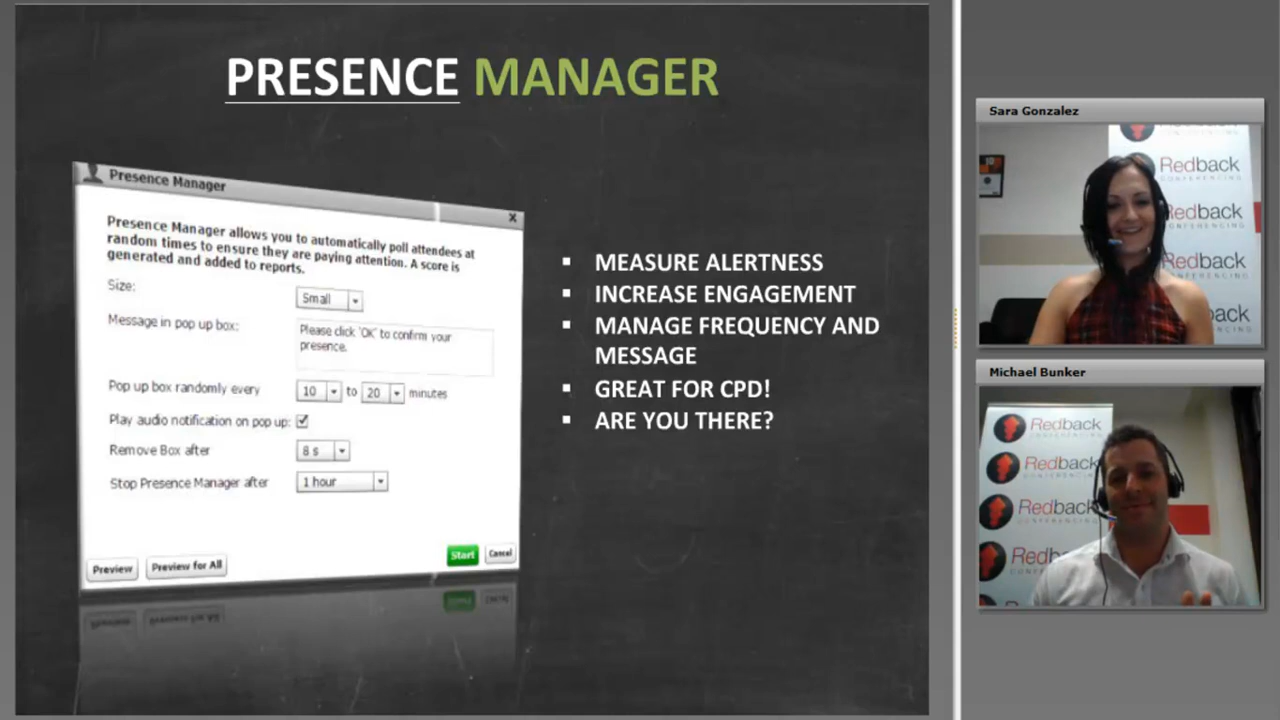 PRESENCE MANAGER
Presence Manager
x
Presence Manager allows you to automatically poll attendees at
random times to ensure they are paying attention. A score is
generated and added to reports.
Size:
Small
Message in pop up box:
Please click 'OK' to confirm your
presence.
Pop up box randomly every
10
to
20
minutes
Play audio notification on pop up:
Remove Box after
8 s
Stop Presence Manager after
1 hour
Preview
Preview for All
Start
Cancel
MEASURE ALERTNESS
INCREASE ENGAGEMENT
MANAGE FREQUENCY AND
MESSAGE
GREAT FOR CPD!
ARE YOU THERE?
Sara Gonzalez
Redback
CONFERENCING
Redback
Redback
back
Michael Bunker
Redback
CONFERENCING
Redback
CONFERENCING
Redback
Redb